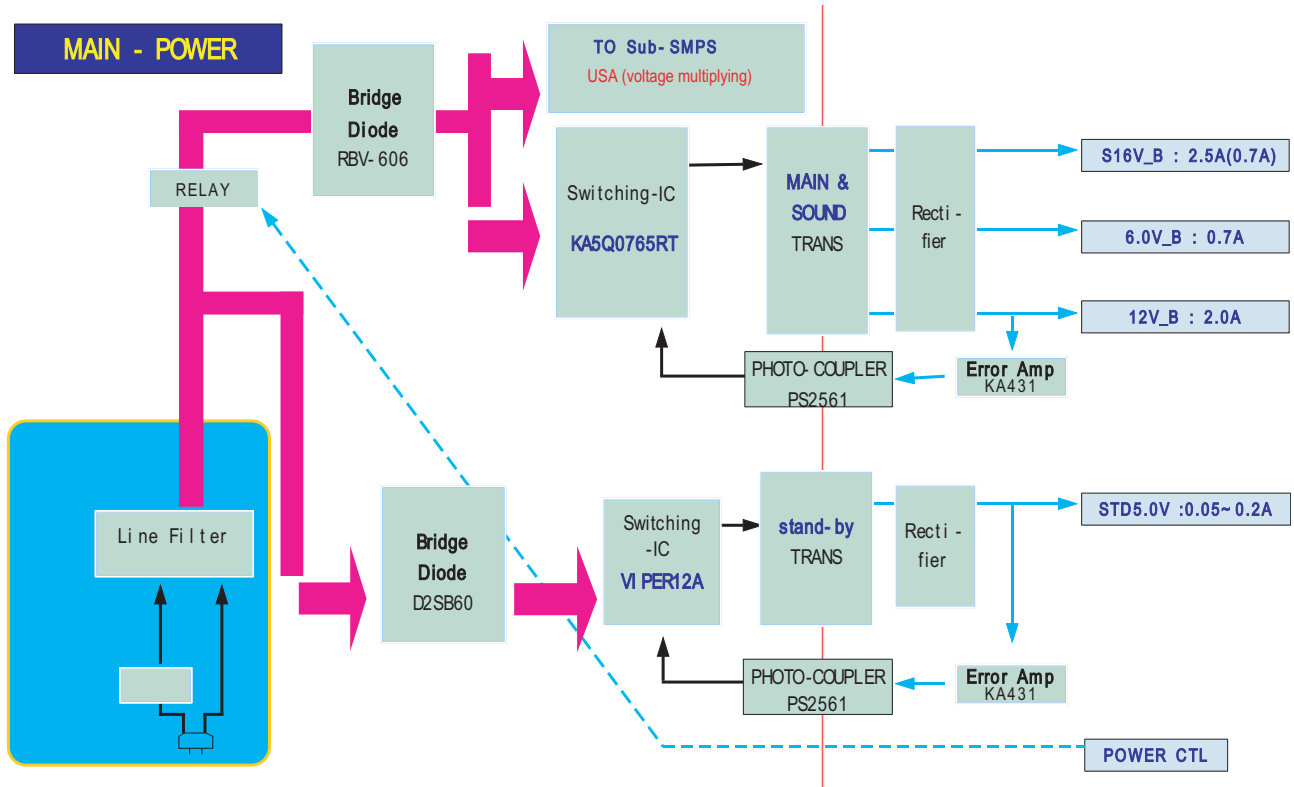 MAIN - POWER
TO Sub-SMPS
USA (voltage multiplying)
Bridge
Diode
RBV-606
RELAY
Switching-IC
KA5Q0765RT
MAIN &
SOUND
TRANS
Recti-
fier
S16V_B : 2.5A(0.7A)
6.0V_B : 0.7A
12V_B : 2.0A
PHOTO-COUPLER
PS2561
Error Amp
KA431
Line Filter
Bridge
Diode
D2SB60
Switching
-IC
VIPER12A
stand-by
TRANS
Recti-
fier
STD5.0V :0.05~0.2A
PHOTO-COUPLER
PS2561
Error Amp
KA431
POWER CTL